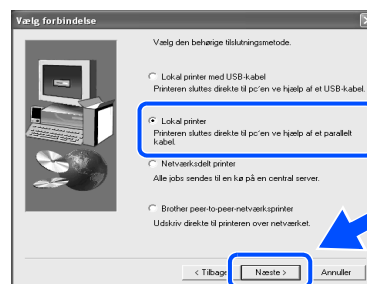 Vælg forbindelse
Vælg den behørige tilslutningsmetode.
Lokal printer med USB-kabel
Printeren sluttes direkte til pc'en ve hjælp af et USB-kabel.
Lokal printer
Printeren sluttes direkte til pc'en ve hjælp af et parallelt
kabel.
Netværksdelt printer
Alle jobs sendes til en kø på en central server.
Brother peer-to-peer-netværksprinter
Udskriv direkte til printeren over netværket.
< Tilbage
Næste >
Annuller